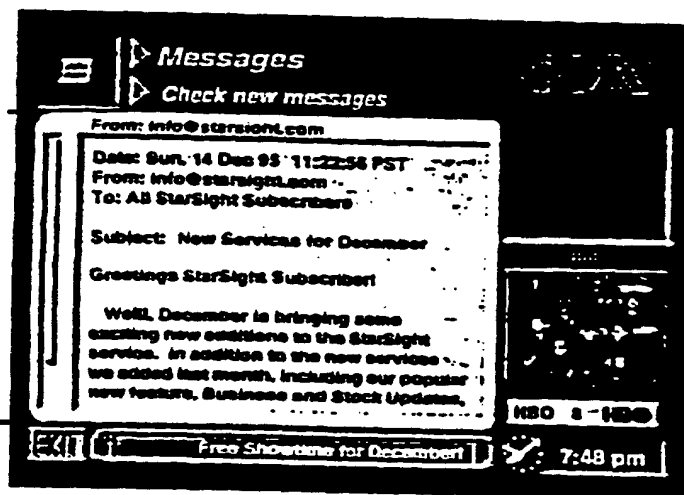 Messages
Check new messages
From: info@starsight.com
Date: Sun, 14 Dec 95 11:22:56 PST
From: info@starsight.com
To: All StarSight Subscribers
Subject: New Services for December
Greetings StarSight Subscriber!
Well, December is bringing some
exciting new additions to the StarSight
service. In addition to the new services
we added last month, including our popular
new feature, Business and Stock Updates,
HBO 8 - HBO
EXIT
Free Showtime for December!
7:48 pm